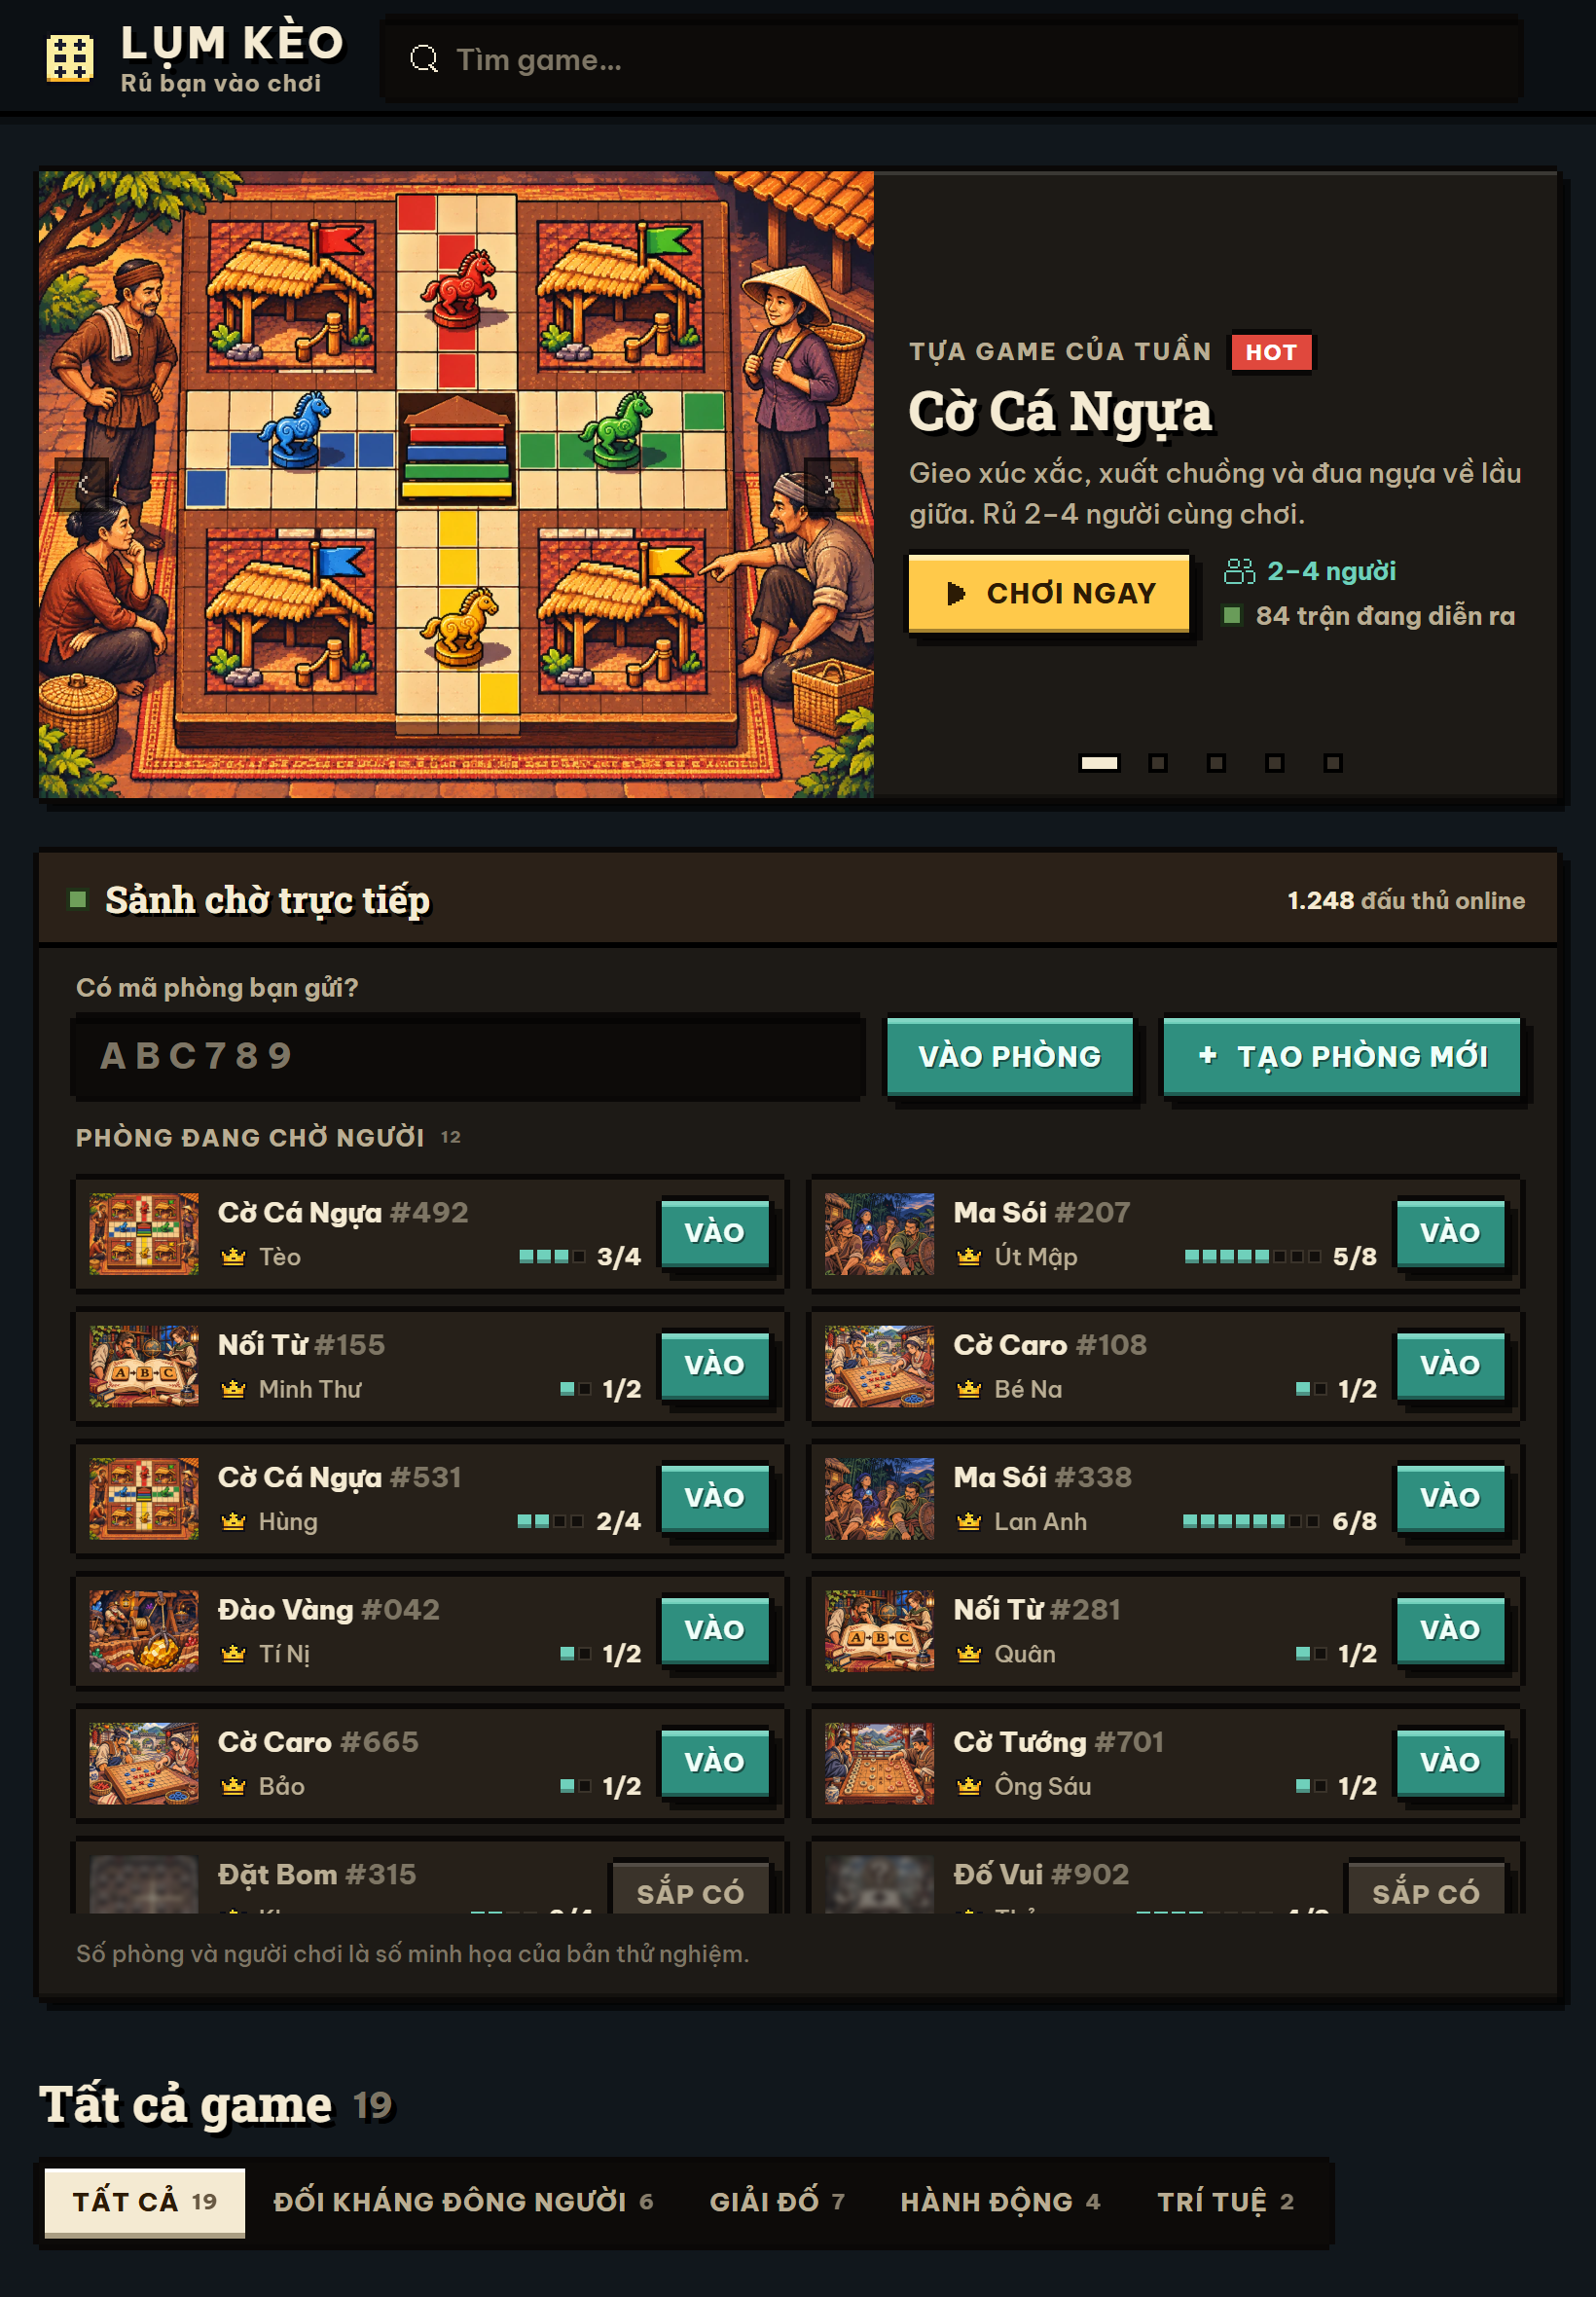 LỤM KÈO
Rủ bạn vào chơi
Tìm game...
TỰA GAME CỦA TUẦN HOT
Cờ Cá Ngựa
Gieo xúc xắc, xuất chuồng và đua ngựa về lầu
giữa. Rủ 2–4 người cùng chơi.
CHƠI NGAY
2–4 người
84 trận đang diễn ra
Sảnh chờ trực tiếp
1.248 đấu thủ online
Có mã phòng bạn gửi?
ABC789
VÀO PHÒNG
+ TẠO PHÒNG MỚI
PHÒNG ĐANG CHỜ NGƯỜI 12
Cờ Cá Ngựa #492
Tèo 3/4
VÀO
Ma Sói #207
Út Mập 5/8
VÀO
Nối Từ #155
Minh Thư 1/2
VÀO
Cờ Caro #108
Bé Na 1/2
VÀO
Cờ Cá Ngựa #531
Hùng 2/4
VÀO
Ma Sói #338
Lan Anh 6/8
VÀO
Đào Vàng #042
Tí Nị 1/2
VÀO
Nối Từ #281
Quân 1/2
VÀO
Cờ Caro #665
Bảo 1/2
VÀO
Cờ Tướng #701
Ông Sáu 1/2
VÀO
Đặt Bom #315
SẮP CÓ
Đố Vui #902
SẮP CÓ
Số phòng và người chơi là số minh họa của bản thử nghiệm.
Tất cả game 19
TẤT CẢ 19
ĐỐI KHÁNG ĐÔNG NGƯỜI 6
GIẢI ĐỐ 7
HÀNH ĐỘNG 4
TRÍ TUỆ 2